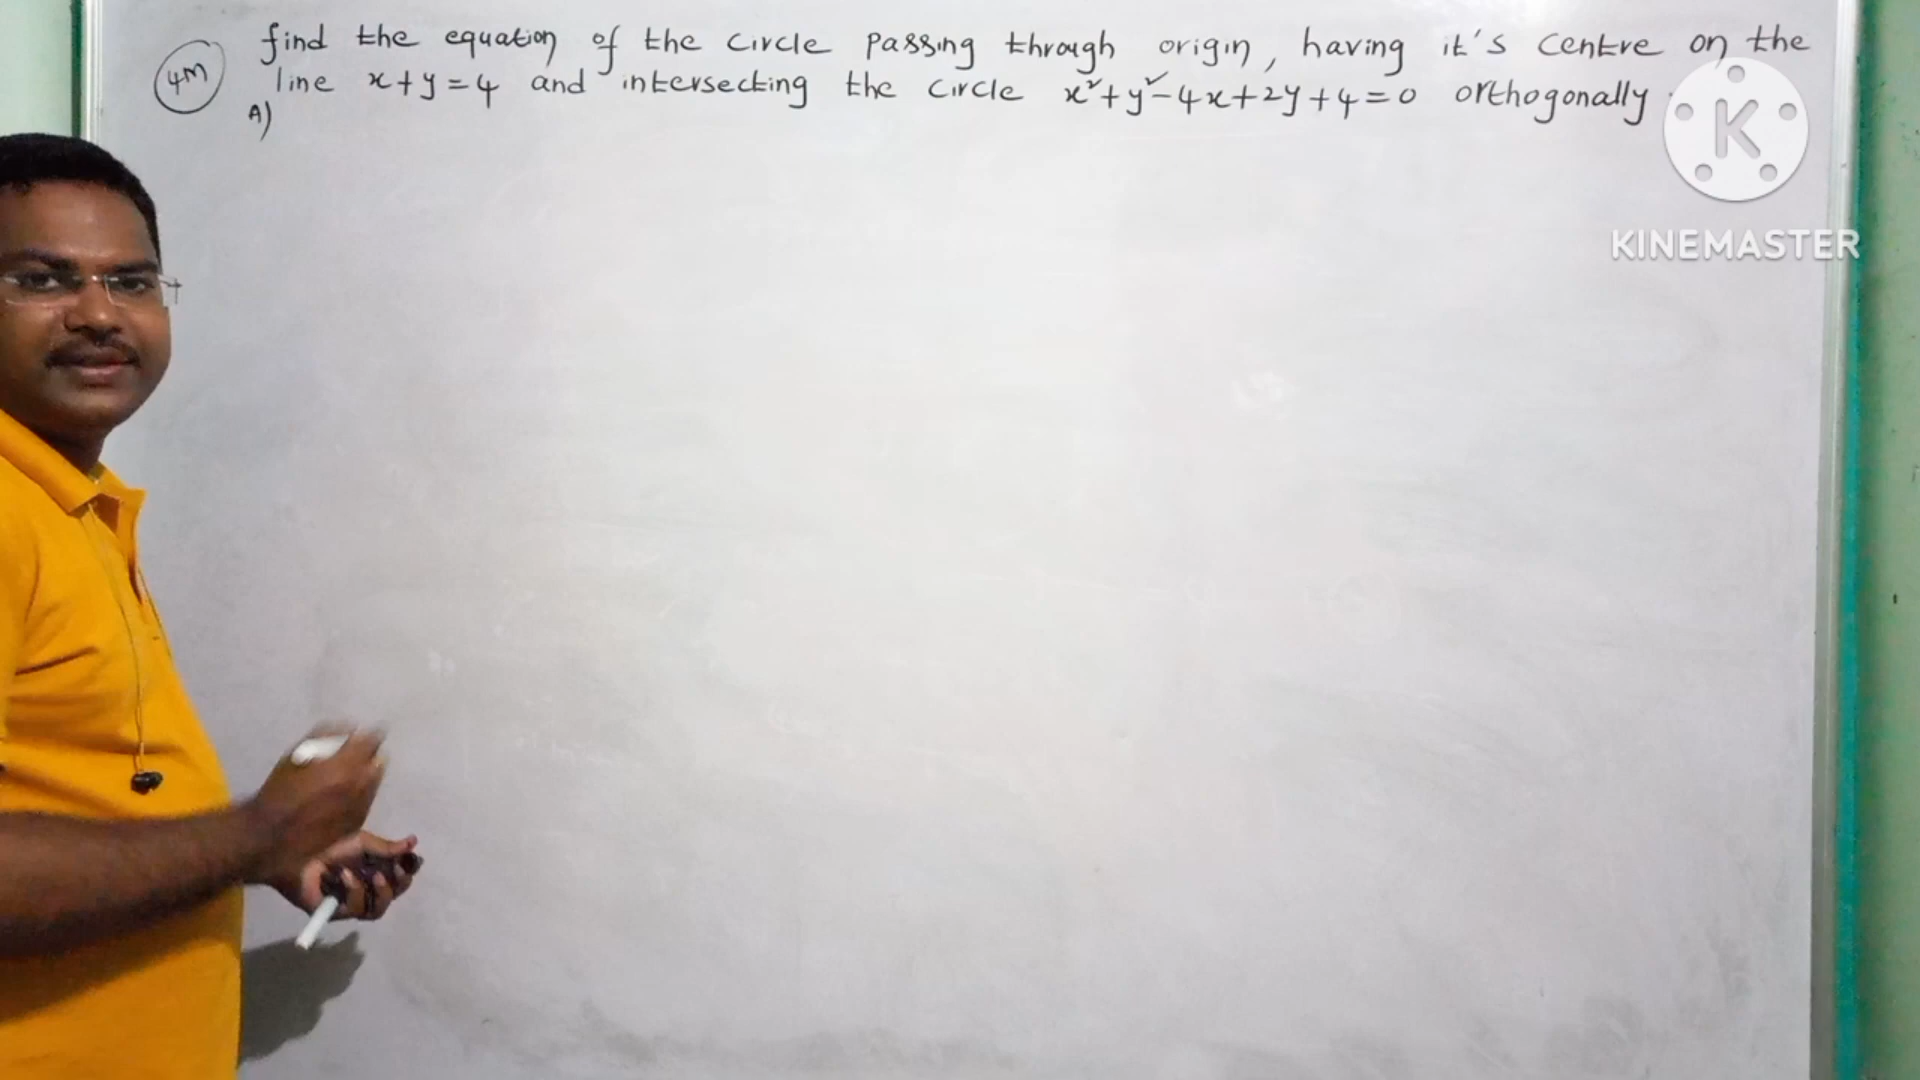 find the equation of the circle passing through origin, having it's centre on the
4M
line x+y=4 and intersecting the circle x²+y²-4x+2y+4=0 orthogonally.
A)
K
KINEMASTER